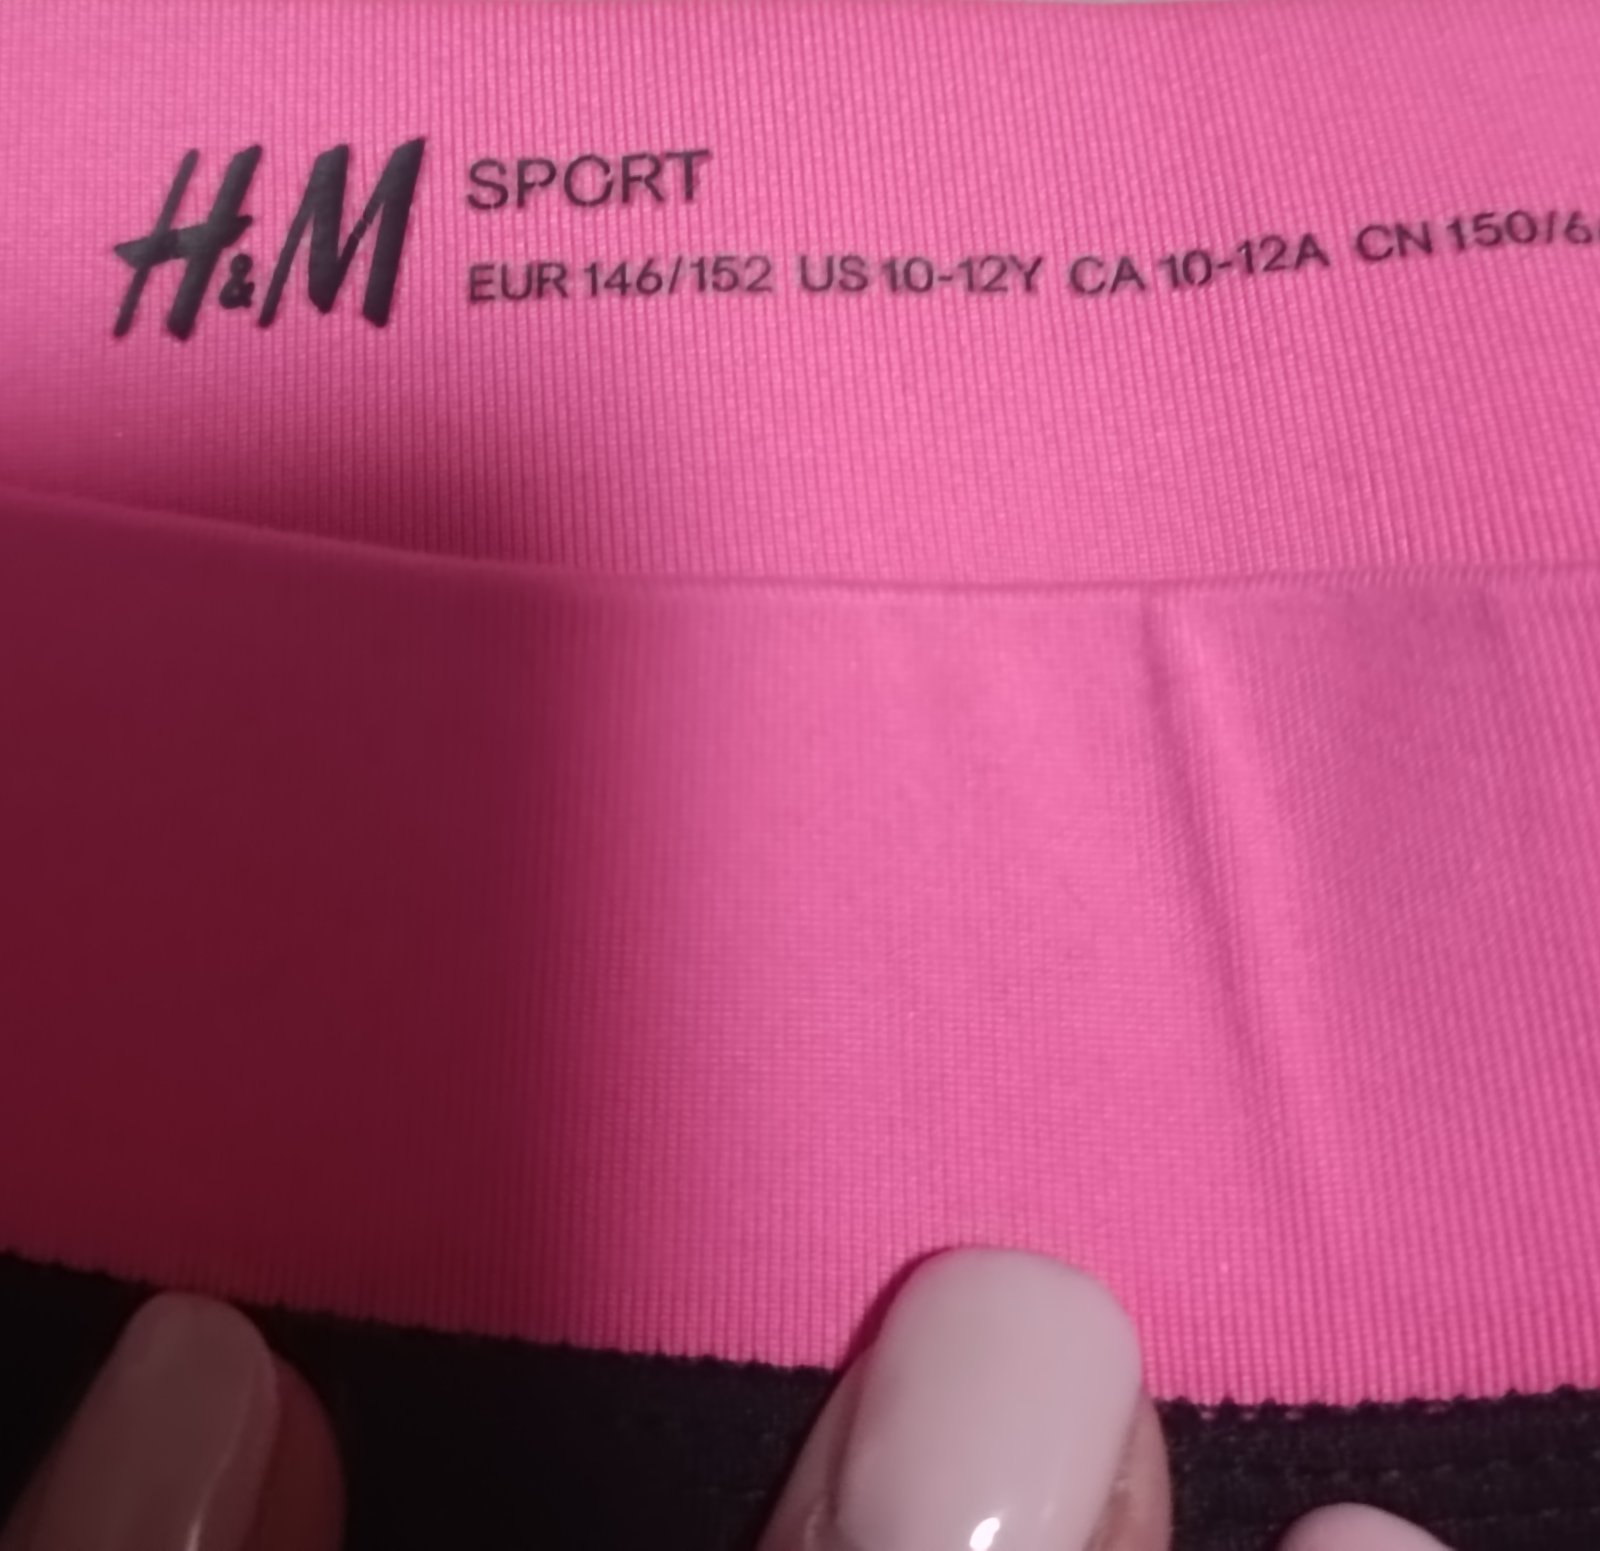 H&M SPORT
EUR 146/152 US 10-12Y CA 10-12A CN 150/6